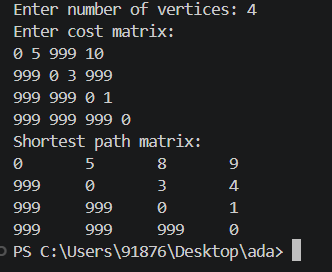 Enter number of vertices: 4
Enter cost matrix:
0 5 999 10
999 0 3 999
999 999 0 1
999 999 999 0
Shortest path matrix:
0 5 8 9
999 0 3 4
999 999 0 1
999 999 999 0
PS C:\Users\91876\Desktop\ada>